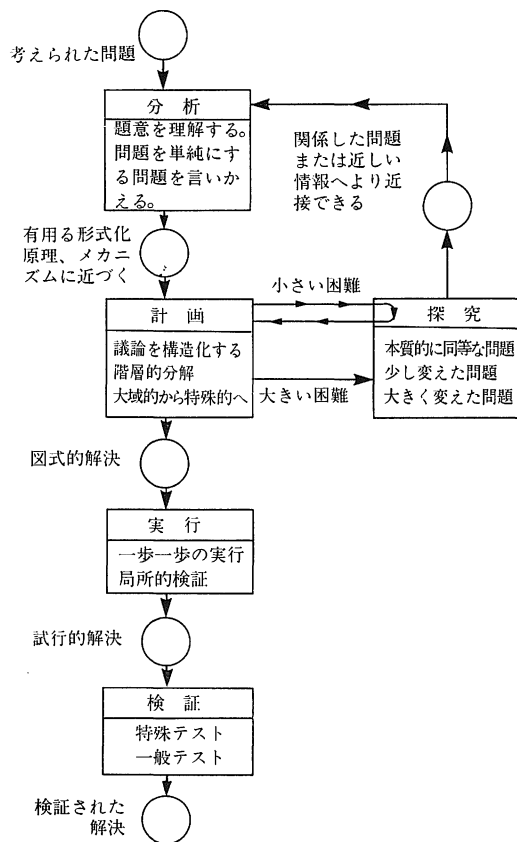 考えられた問題
分析
題意を理解する。
問題を単純にす
る問題を言いか
える。
関係した問題
または近しい
情報へより近
接できる
有用る形式化
原理、メカニ
ズムに近づく
小さい困難
計画
議論を構造化する
階層的分解
大域的から特殊的へ
大きい困難
探究
本質的に同等な問題
少し変えた問題
大きく変えた問題
図式的解決
実行
一歩一歩の実行
局所的検証
試行的解決
検証
特殊テスト
一般テスト
検証された
解決